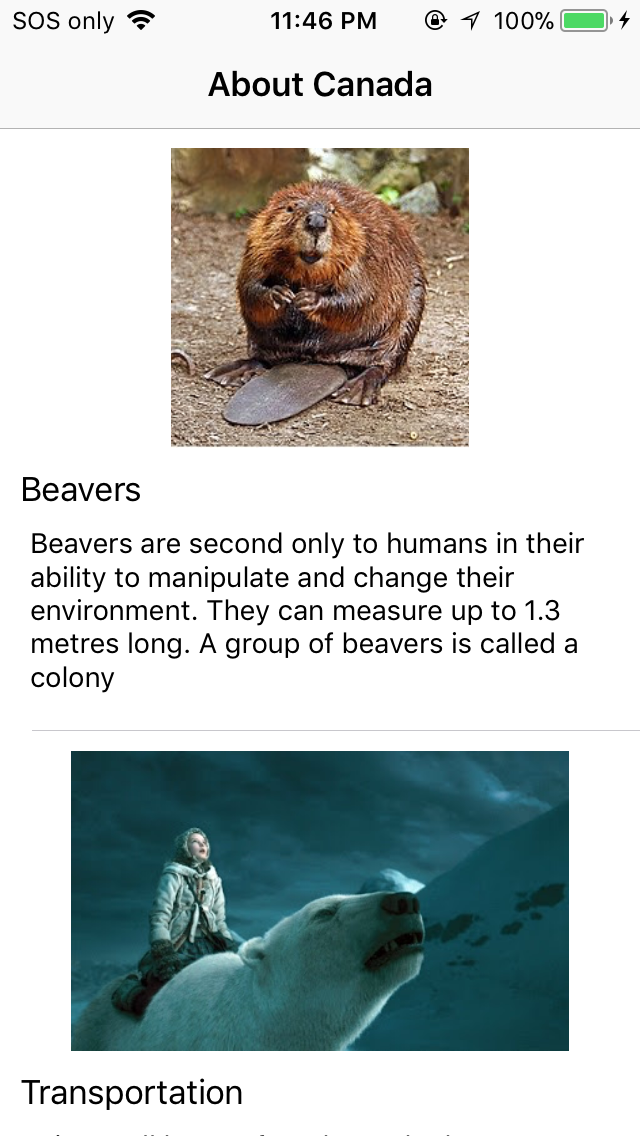 SOS only 11:46 PM 100%
About Canada
Beavers
Beavers are second only to humans in their
ability to manipulate and change their
environment. They can measure up to 1.3
metres long. A group of beavers is called a
colony
Transportation